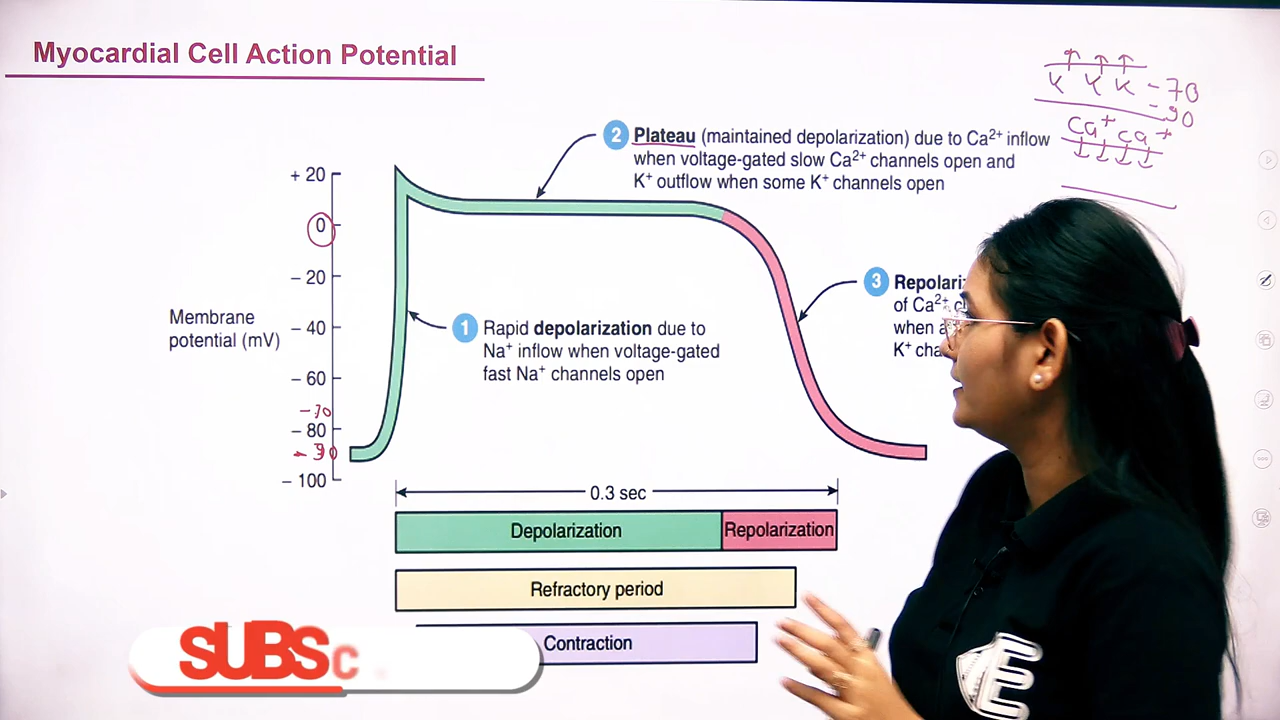 Myocardial Cell Action Potential
K K K - 70
- 90
Ca+ Ca+
2 Plateau (maintained depolarization) due to Ca2+ inflow
when voltage-gated slow Ca2+ channels open and
K+ outflow when some K+ channels open
+ 20
0
– 20
– 40
– 60
- 70
– 80
- 90
– 100
Membrane
potential (mV)
1 Rapid depolarization due to
Na+ inflow when voltage-gated
fast Na+ channels open
3
of Ca2+
when
K+
0.3 sec
Depolarization Repolarization
Refractory period
Contraction
SUBSc
E